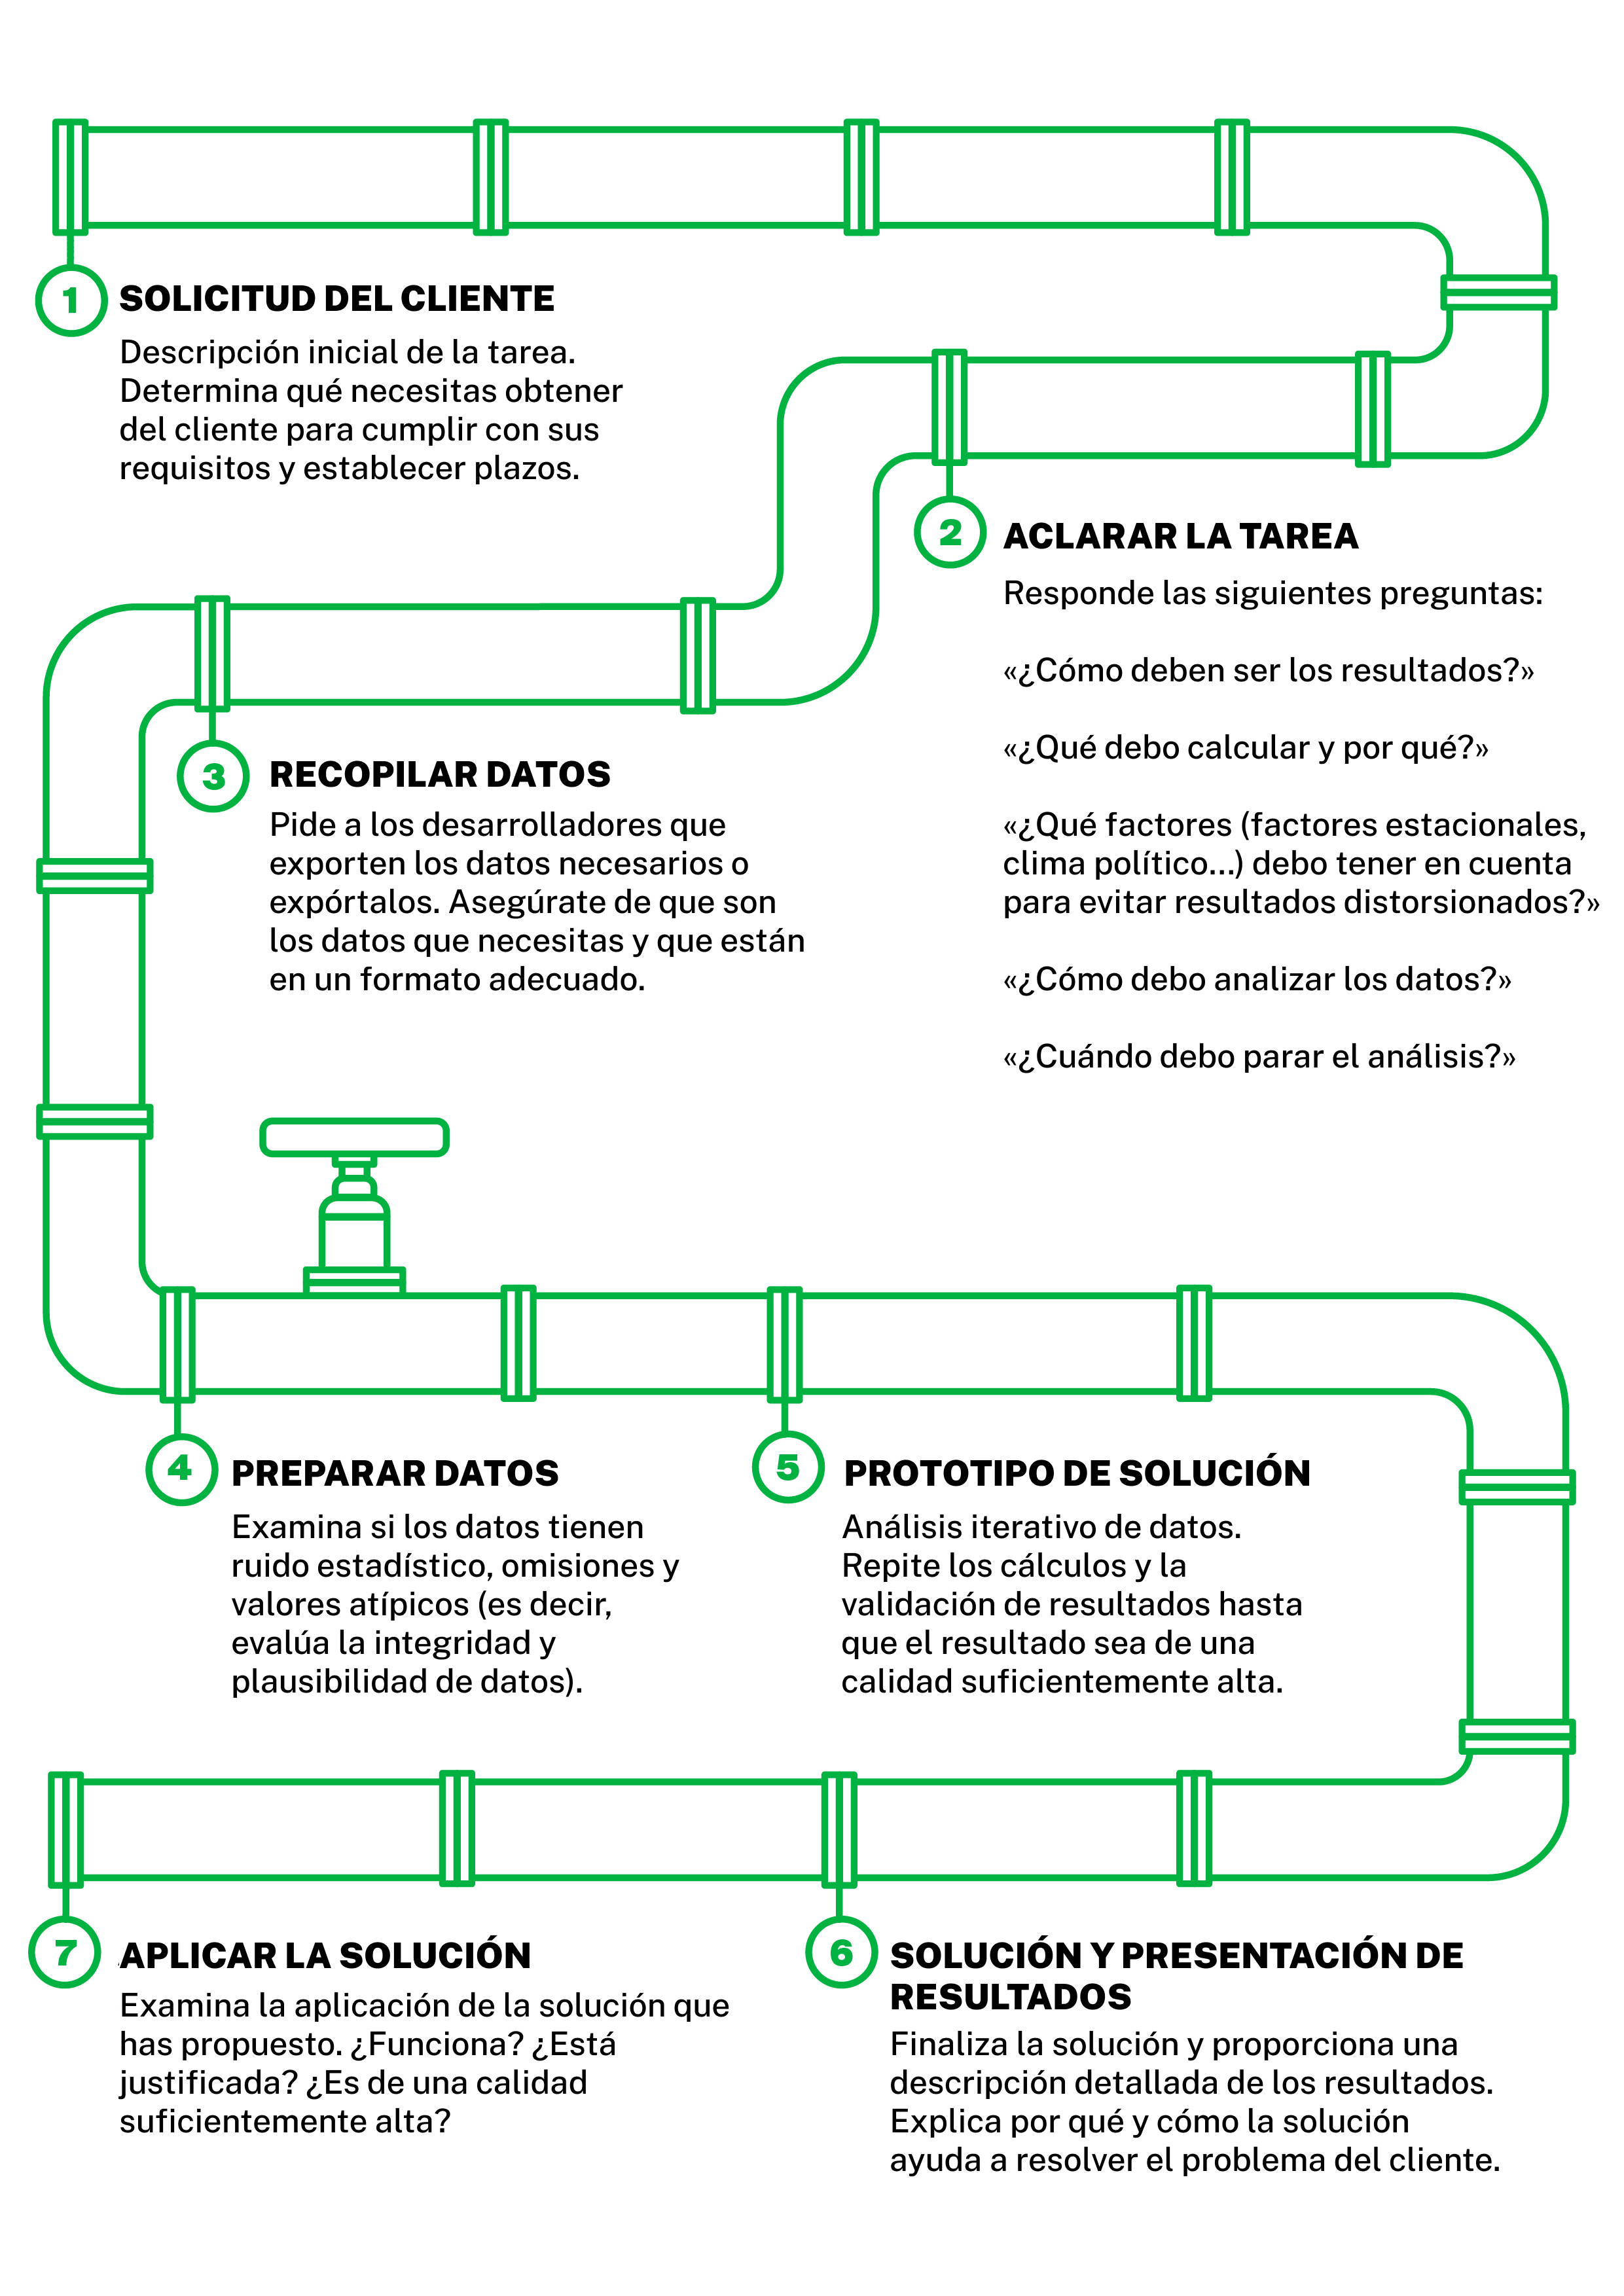 1
SOLICITUD DEL CLIENTE
Descripción inicial de la tarea.
Determina qué necesitas obtener
del cliente para cumplir con sus
requisitos y establecer plazos.
2
ACLARAR LA TAREA
Responde las siguientes preguntas:
«¿Cómo deben ser los resultados?»
«¿Qué debo calcular y por qué?»
«¿Qué factores (factores estacionales,
clima político...) debo tener en cuenta
para evitar resultados distorsionados?»
«¿Cómo debo analizar los datos?»
«¿Cuándo debo parar el análisis?»
3
RECOPILAR DATOS
Pide a los desarrolladores que
exporten los datos necesarios o
expórtalos. Asegúrate de que son
los datos que necesitas y que están
en un formato adecuado.
4
PREPARAR DATOS
Examina si los datos tienen
ruido estadístico, omisiones y
valores atípicos (es decir,
evalúa la integridad y
plausibilidad de datos).
5
PROTOTIPO DE SOLUCIÓN
Análisis iterativo de datos.
Repite los cálculos y la
validación de resultados hasta
que el resultado sea de una
calidad suficientemente alta.
6
SOLUCIÓN Y PRESENTACIÓN DE
RESULTADOS
Finaliza la solución y proporciona una
descripción detallada de los resultados.
Explica por qué y cómo la solución
ayuda a resolver el problema del cliente.
7
APLICAR LA SOLUCIÓN
Examina la aplicación de la solución que
has propuesto. ¿Funciona? ¿Está
justificada? ¿Es de una calidad
suficientemente alta?